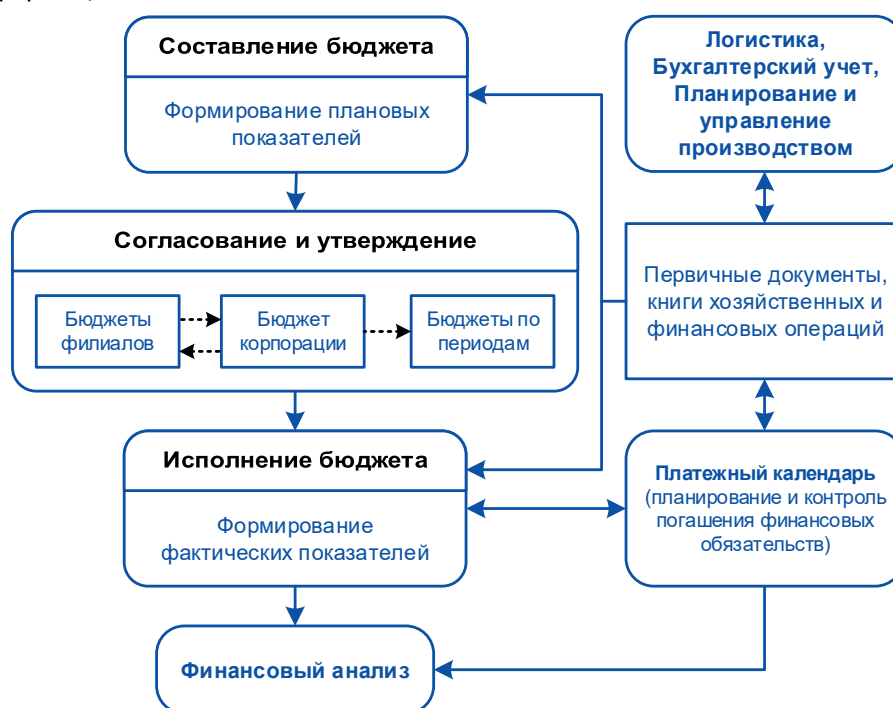 Составление бюджета
Формирование плановых
показателей
Логистика,
Бухгалтерский учет,
Планирование и
управление
производством
Согласование и утверждение
Бюджеты
филиалов
Бюджет
корпорации
Бюджеты по
периодам
Первичные документы,
книги хозяйственных и
финансовых операций
Исполнение бюджета
Формирование
фактических показателей
Платежный календарь
(планирование и контроль
погашения финансовых
обязательств)
Финансовый анализ